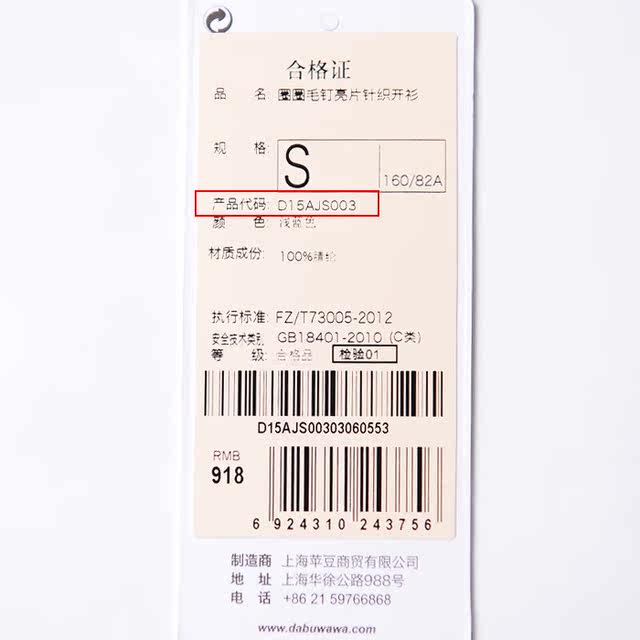 合格证
品 名: 圈圈毛钉亮片针织开衫
规 格: S 160/82A
产品代码: D15AJS003
颜 色: 浅蓝色
材质成份: 100%腈纶
执行标准: FZ/T73005-2012
安全技术类别: GB18401-2010 (C类)
等 级: 合格品 检验01
D15AJS00303060553
RMB
918
6 924310 243756
制造商 上海苹豆商贸有限公司
地 址 上海华徐公路988号
电 话 +86 21 59766868
www.dabuwawa.com